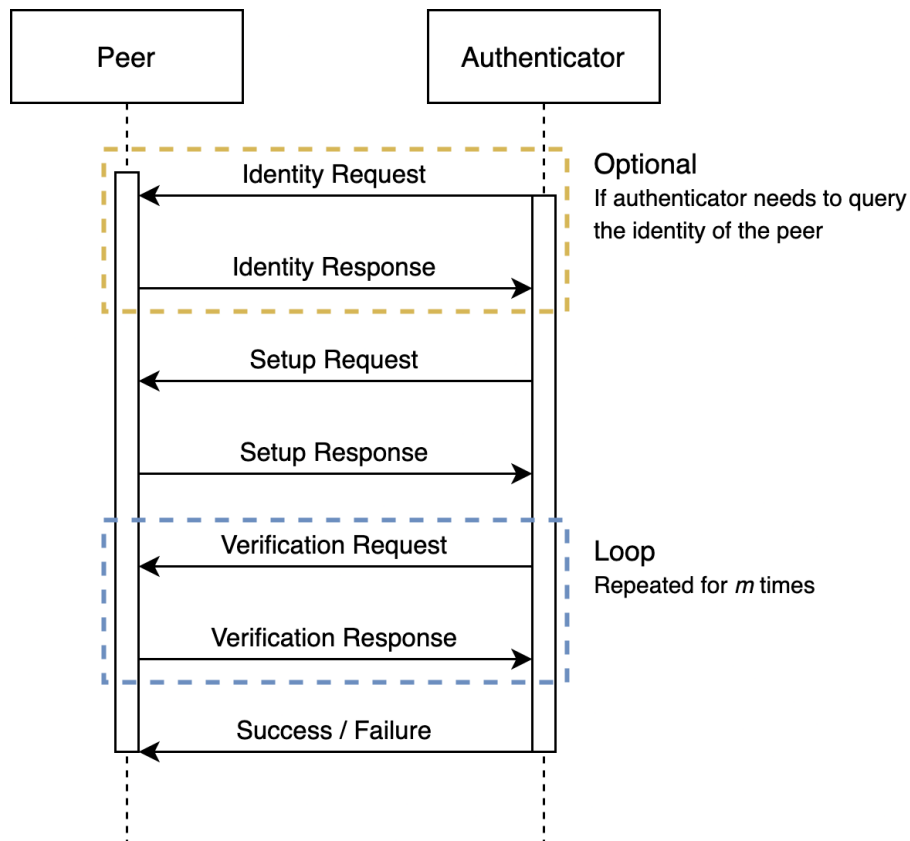 Peer
Authenticator
Identity Request
Optional
If authenticator needs to query
the identity of the peer
Identity Response
Setup Request
Setup Response
Verification Request
Loop
Repeated for m times
Verification Response
Success / Failure